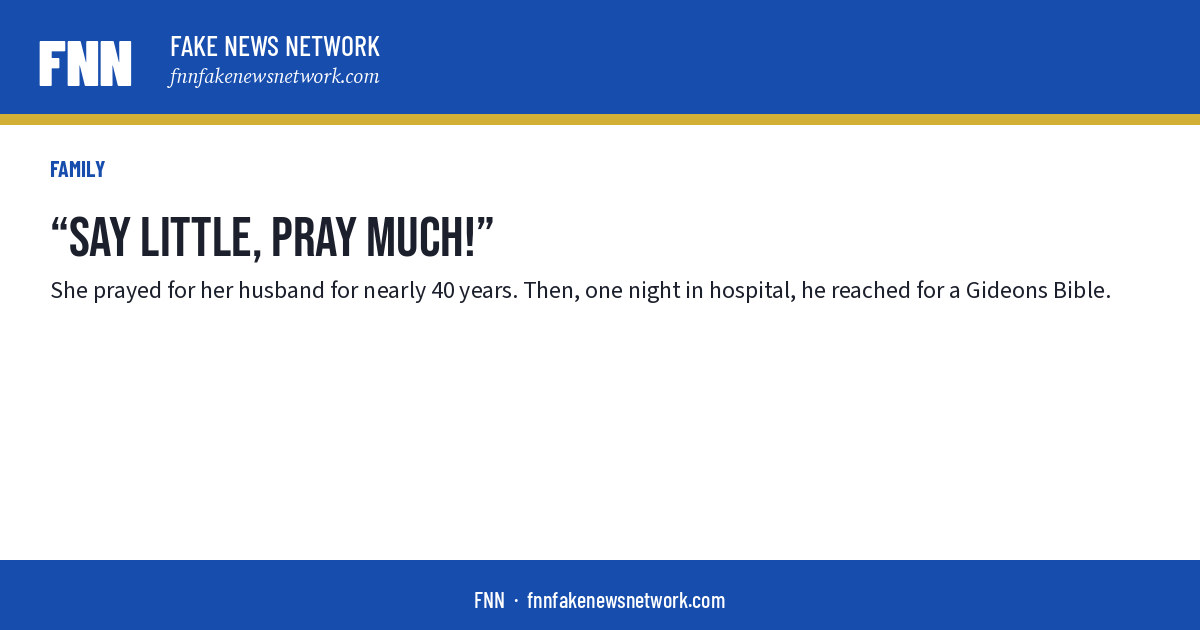 FNN
FAKE NEWS NETWORK
fnnfakenewsnetwork.com
FAMILY
“SAY LITTLE, PRAY MUCH!”
She prayed for her husband for nearly 40 years. Then, one night in hospital, he reached for a Gideons Bible.
FNN · fnnfakenewsnetwork.com